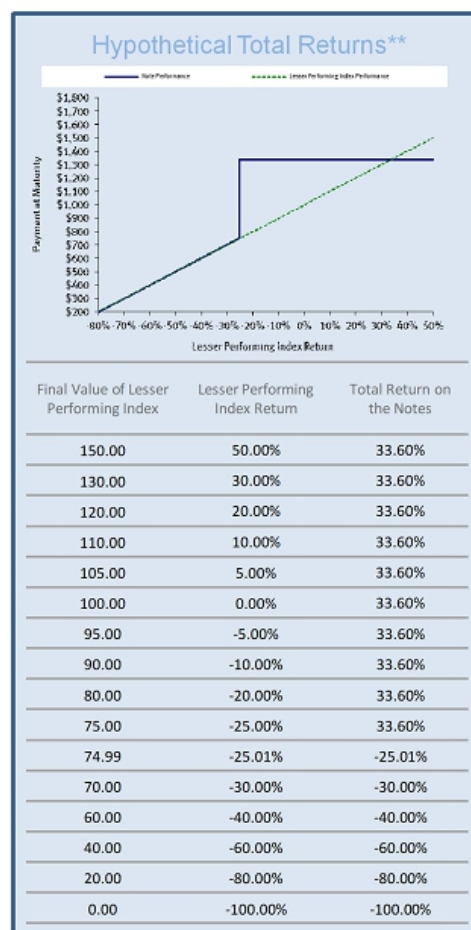 Hypothetical Total Returns**
Note Performance Lesser Performing Index Performance
$1,800
$1,700
$1,600
$1,500
$1,400
$1,300
$1,200
$1,100
$1,000
$900
$800
$700
$600
$500
$400
$300
$200
Payment at Maturity
-80% -70% -60% -50% -40% -30% -20% -10% 0% 10% 20% 30% 40% 50%
Lesser Performing Index Return
Final Value of Lesser Performing Index
Lesser Performing Index Return
Total Return on the Notes
150.00 50.00% 33.60%
130.00 30.00% 33.60%
120.00 20.00% 33.60%
110.00 10.00% 33.60%
105.00 5.00% 33.60%
100.00 0.00% 33.60%
95.00 -5.00% 33.60%
90.00 -10.00% 33.60%
80.00 -20.00% 33.60%
75.00 -25.00% 33.60%
74.99 -25.01% -25.01%
70.00 -30.00% -30.00%
60.00 -40.00% -40.00%
40.00 -60.00% -60.00%
20.00 -80.00% -80.00%
0.00 -100.00% -100.00%